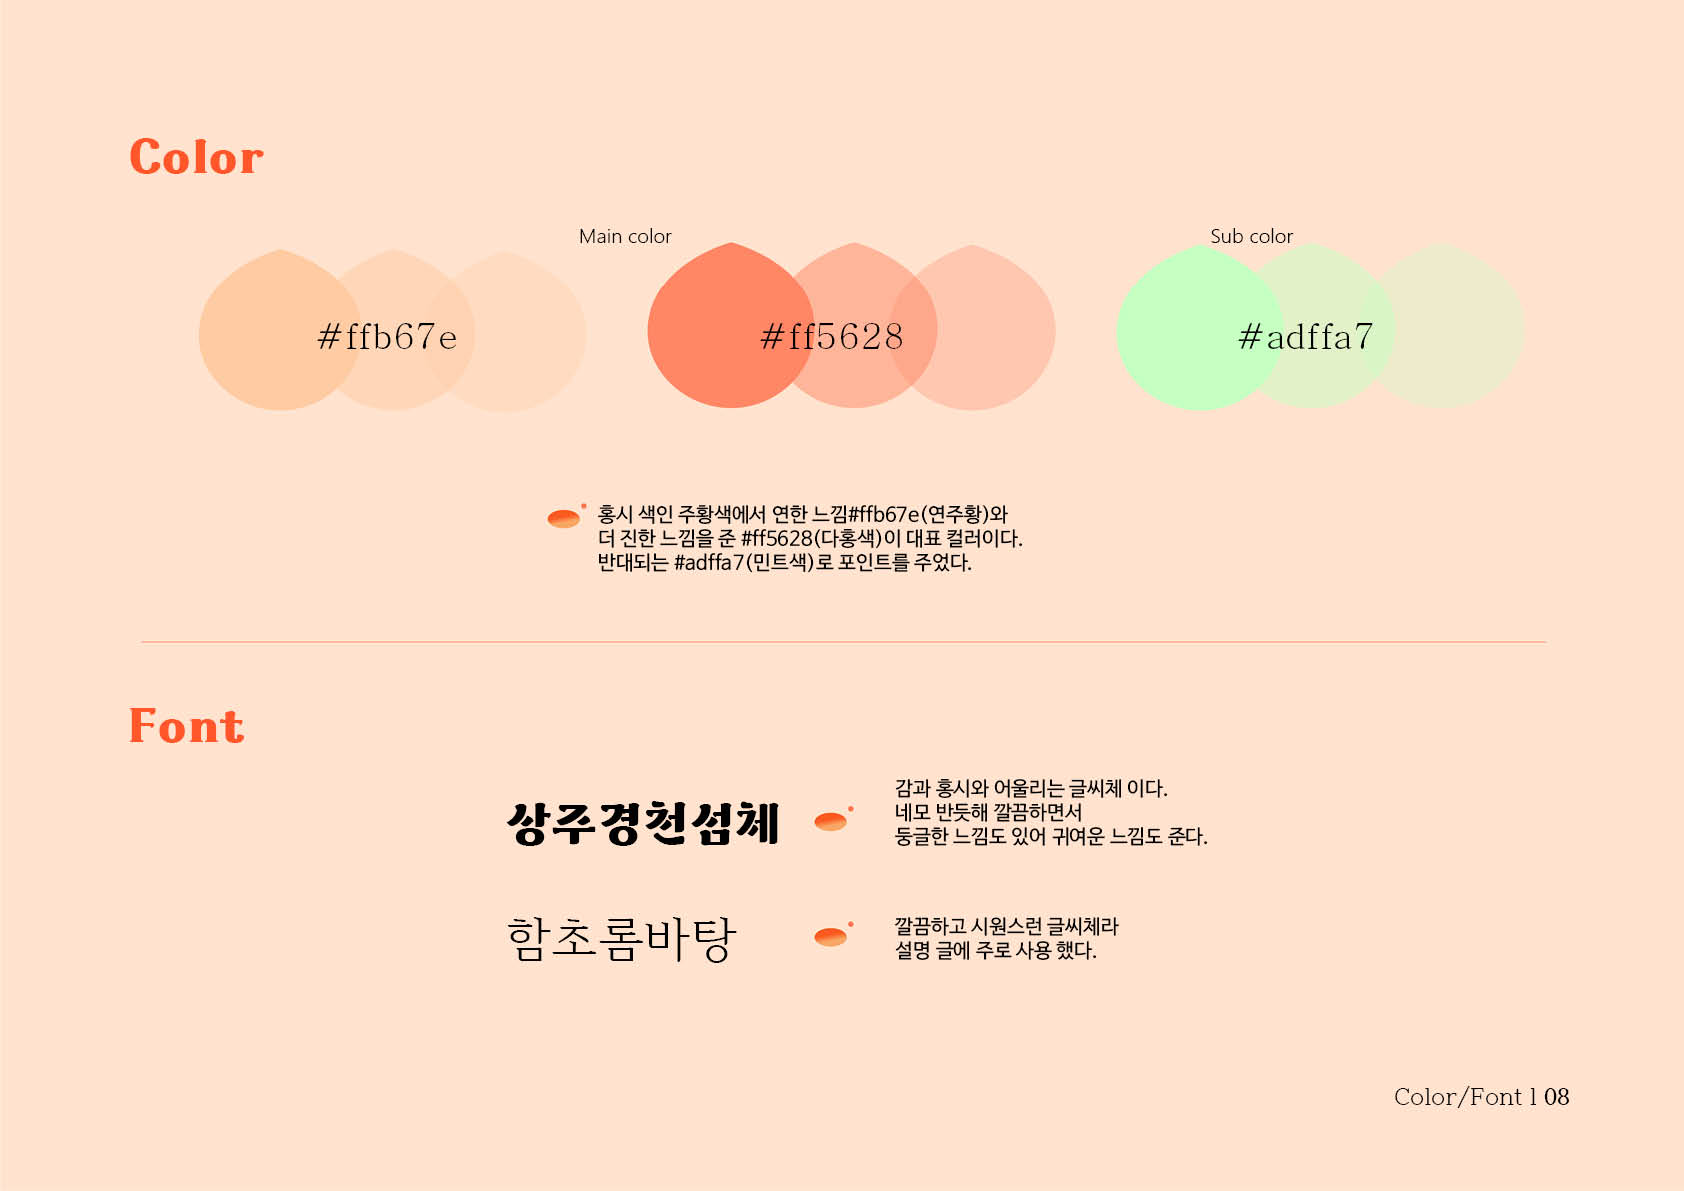 Color
Main color
Sub color
#ffb67e
#ff5628
#adffa7
홍시 색인 주황색에서 연한 느낌#ffb67e(연주황)와
더 진한 느낌을 준 #ff5628(다홍색)이 대표 컬러이다.
반대되는 #adffa7(민트색)로 포인트를 주었다.
Font
상주경천섬체
감과 홍시와 어울리는 글씨체 이다.
네모 반듯해 깔끔하면서
둥글한 느낌도 있어 귀여운 느낌도 준다.
함초롬바탕
깔끔하고 시원스런 글씨체라
설명 글에 주로 사용 했다.
Color/Font l 08